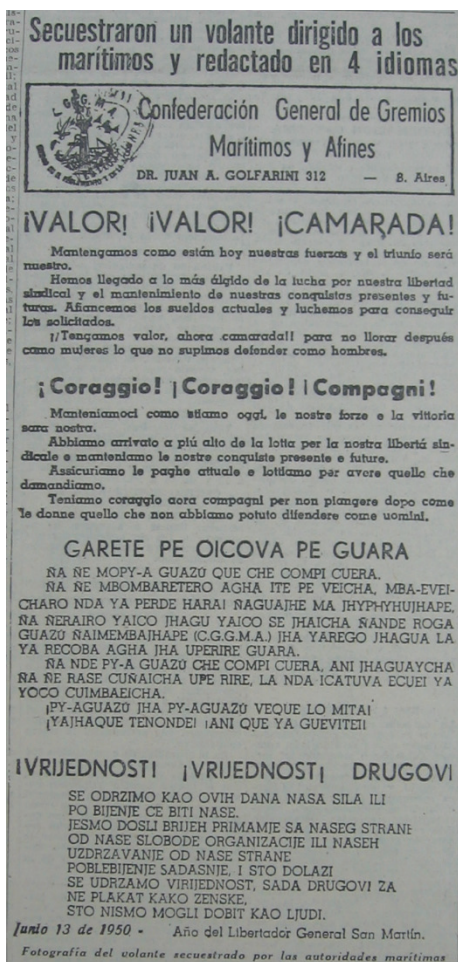 Secuestraron un volante dirigido a los
marítimos y redactado en 4 idiomas
Confederación General de Gremios
Marítimos y Afines
DR. JUAN A. GOLFARINI 312 — B. Aires
¡VALOR! ¡VALOR! ¡CAMARADA!
Mantengamos como están hoy nuestras fuerzas y el triunfo será
nuestro.
Hemos llegado a lo más álgido de la lucha por nuestra libertad
sindical y el mantenimiento de nuestras conquistas presentes y fu-
turas. Afiancemos los sueldos actuales y luchemos para conseguir
los solicitados.
¡¡Tengamos valor, ahora camarada!! para no llorar después
como mujeres lo que no supimos defender como hombres.
¡Coraggio! ¡Coraggio! ¡Compagni!
Manteniamoci como stiamo oggi, le nostre forze e la vittoria
sara nostra.
Abbiamo arrivato a piú alto de la lotta per la nostra libertá sin-
dicale e manteniamo le nostre conquiste presente e future.
Assicuriamo le paghe attuale e lottiamo per avere quello che
damandiamo.
Teniamo coraggio aora compagni per non piangere dopo come
le donne quello che non abbiamo potuto difendere come uomini.
GARETE PE OICOVA PE GUARA
ÑA ÑE MOPY-A GUAZÚ QUE CHE COMPI CUERA.
ÑA ÑE MBOMBARETERO AGHA ITE PE VEICHA, MBA-EVEI-
CHARO NDA YA PERDE HARAI ÑAGUAJHE MA JHYPHYHUJHAPE,
ÑA ÑERAIRO YAICO JHAGU YAICO SE JHAICHA ÑANDE ROGA
GUAZÚ ÑAIMEMBAJHAPE (C.G.G.M.A.) JHA YAREGO JHAGUA LA
YA RECOBA AGHA JHA UPERIRE GUARA.
ÑA NDE PY-A GUAZÚ CHE COMPI CUERA, ANI JHAGUAYCHA
ÑA ÑE RASE CUÑAICHA UPE RIRE, LA NDA ICATUVA ECUEI YA
YOCO CUIMBAEICHA.
¡PY-AGUAZÚ JHA PY-AGUAZÚ VEQUE LO MITAI
¡YAJHAQUE TENONDEI ¡ANI QUE YA GUEVITEII
¡VRIJEDNOST! ¡VRIJEDNOST¡ DRUGOVI
SE ODRZIMO KAO OVIH DANA NASA SILA ILI
PO BIJENJE CE BITI NASE.
JESMO DOSLI BRIJEH PRIMAMJE SA NASEG STRANE
OD NASE SLOBODE ORGANIZACIJE ILI NASEH
UZDRZAVANJE OD NASE STRANE
POBLEBIJENJE SADASNJE, I STO DOLAZI
SE UDRZAMO VIRIJEDNOST, SADA DRUGOVI ZA
NE PLAKAT KAKO ZENSKE,
STO NISMO MOGLI DOBIT KAO LJUDI.
Junio 13 de 1950 - Año del Libertador General San Martín.
Fotografía del volante secuestrado por las autoridades marítimas